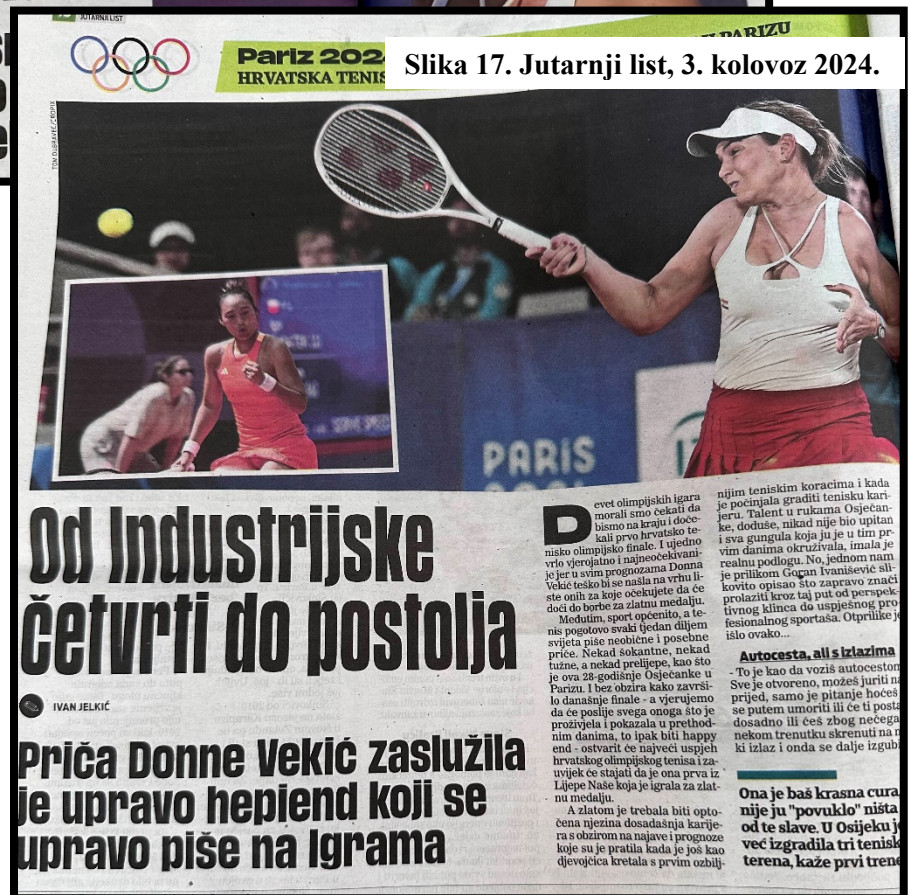 JUTARNJI LIST
Pariz 202
HRVATSKA TENIS
PARIZU
Slika 17. Jutarnji list, 3. kolovoz 2024.
TOM DUBRAVEC/CROPIX
PARIS
Od Industrijske
četvrti do postolja
IVAN JELKIĆ
Priča Donne Vekić zaslužila
je upravo hepiend koji se
upravo piše na Igrama
Devet olimpijskih igara
morali smo čekati da
bismo na kraju i doče-
kali prvo hrvatsko te-
nisko olimpijsko finale. I ujedno
vrlo vjerojatno i najneočekivani-
je jer u svim prognozama Donna
Vekić teško bi se našla na vrhu li-
ste onih za koje očekujete da će
doći do borbe za zlatnu medalju.
Međutim, sport općenito, a te-
nis pogotovo svaki tjedan diljem
svijeta piše neobične i posebne
priče. Nekad šokantne, nekad
tužne, a nekad prelijepe, kao što
je ova 28-godišnje Osječanke u
Parizu. I bez obzira kako završi-
lo današnje finale - a vjerujemo
da će poslije svega onoga što je
proživjela i pokazala u prethod-
nim danima, to ipak biti happy
end - ostvarit će najveći uspjeh
hrvatskog olimpijskog tenisa i za-
uvijek će stajati da je ona prva iz
Lijepe Naše koja je igrala za zlat-
nu medalju.
A zlatom je trebala biti opto-
čena njezina dosadašnja karije-
ra s obzirom na najave i prognoze
koje su je pratila kada je još kao
djevojčica kretala s prvim ozbilj-
nijim teniskim koracima i kada
je počinjala graditi tenisku kari-
jeru. Talent u rukama Osječan-
ke, doduše, nikad nije bio upitan
i sva gungula koja ju je u tim pr-
vim danima okruživala, imala je
realnu podlogu. No, jednom nam
je prilikom Goran Ivanišević sli-
kovito opisao što zapravo znači
prolaziti kroz taj put od perspek-
tivnog klinca do uspješnog pro-
fesionalnog sportaša. Otprilike je
išlo ovako...
Autocesta, ali s izlazima
- To je kao da voziš autocestom
Sve je otvoreno, možeš juriti na
prijed, samo je pitanje hoćeš
se putem umoriti ili će ti posta
dosadno ili ćeš zbog nečega
nekom trenutku skrenuti na n
ki izlaz i onda se dalje izgubi
Ona je baš krasna cura,
nije ju "povuklo" ništa
od te slave. U Osijeku je
već izgradila tri tenisk
terena, kaže prvi trene